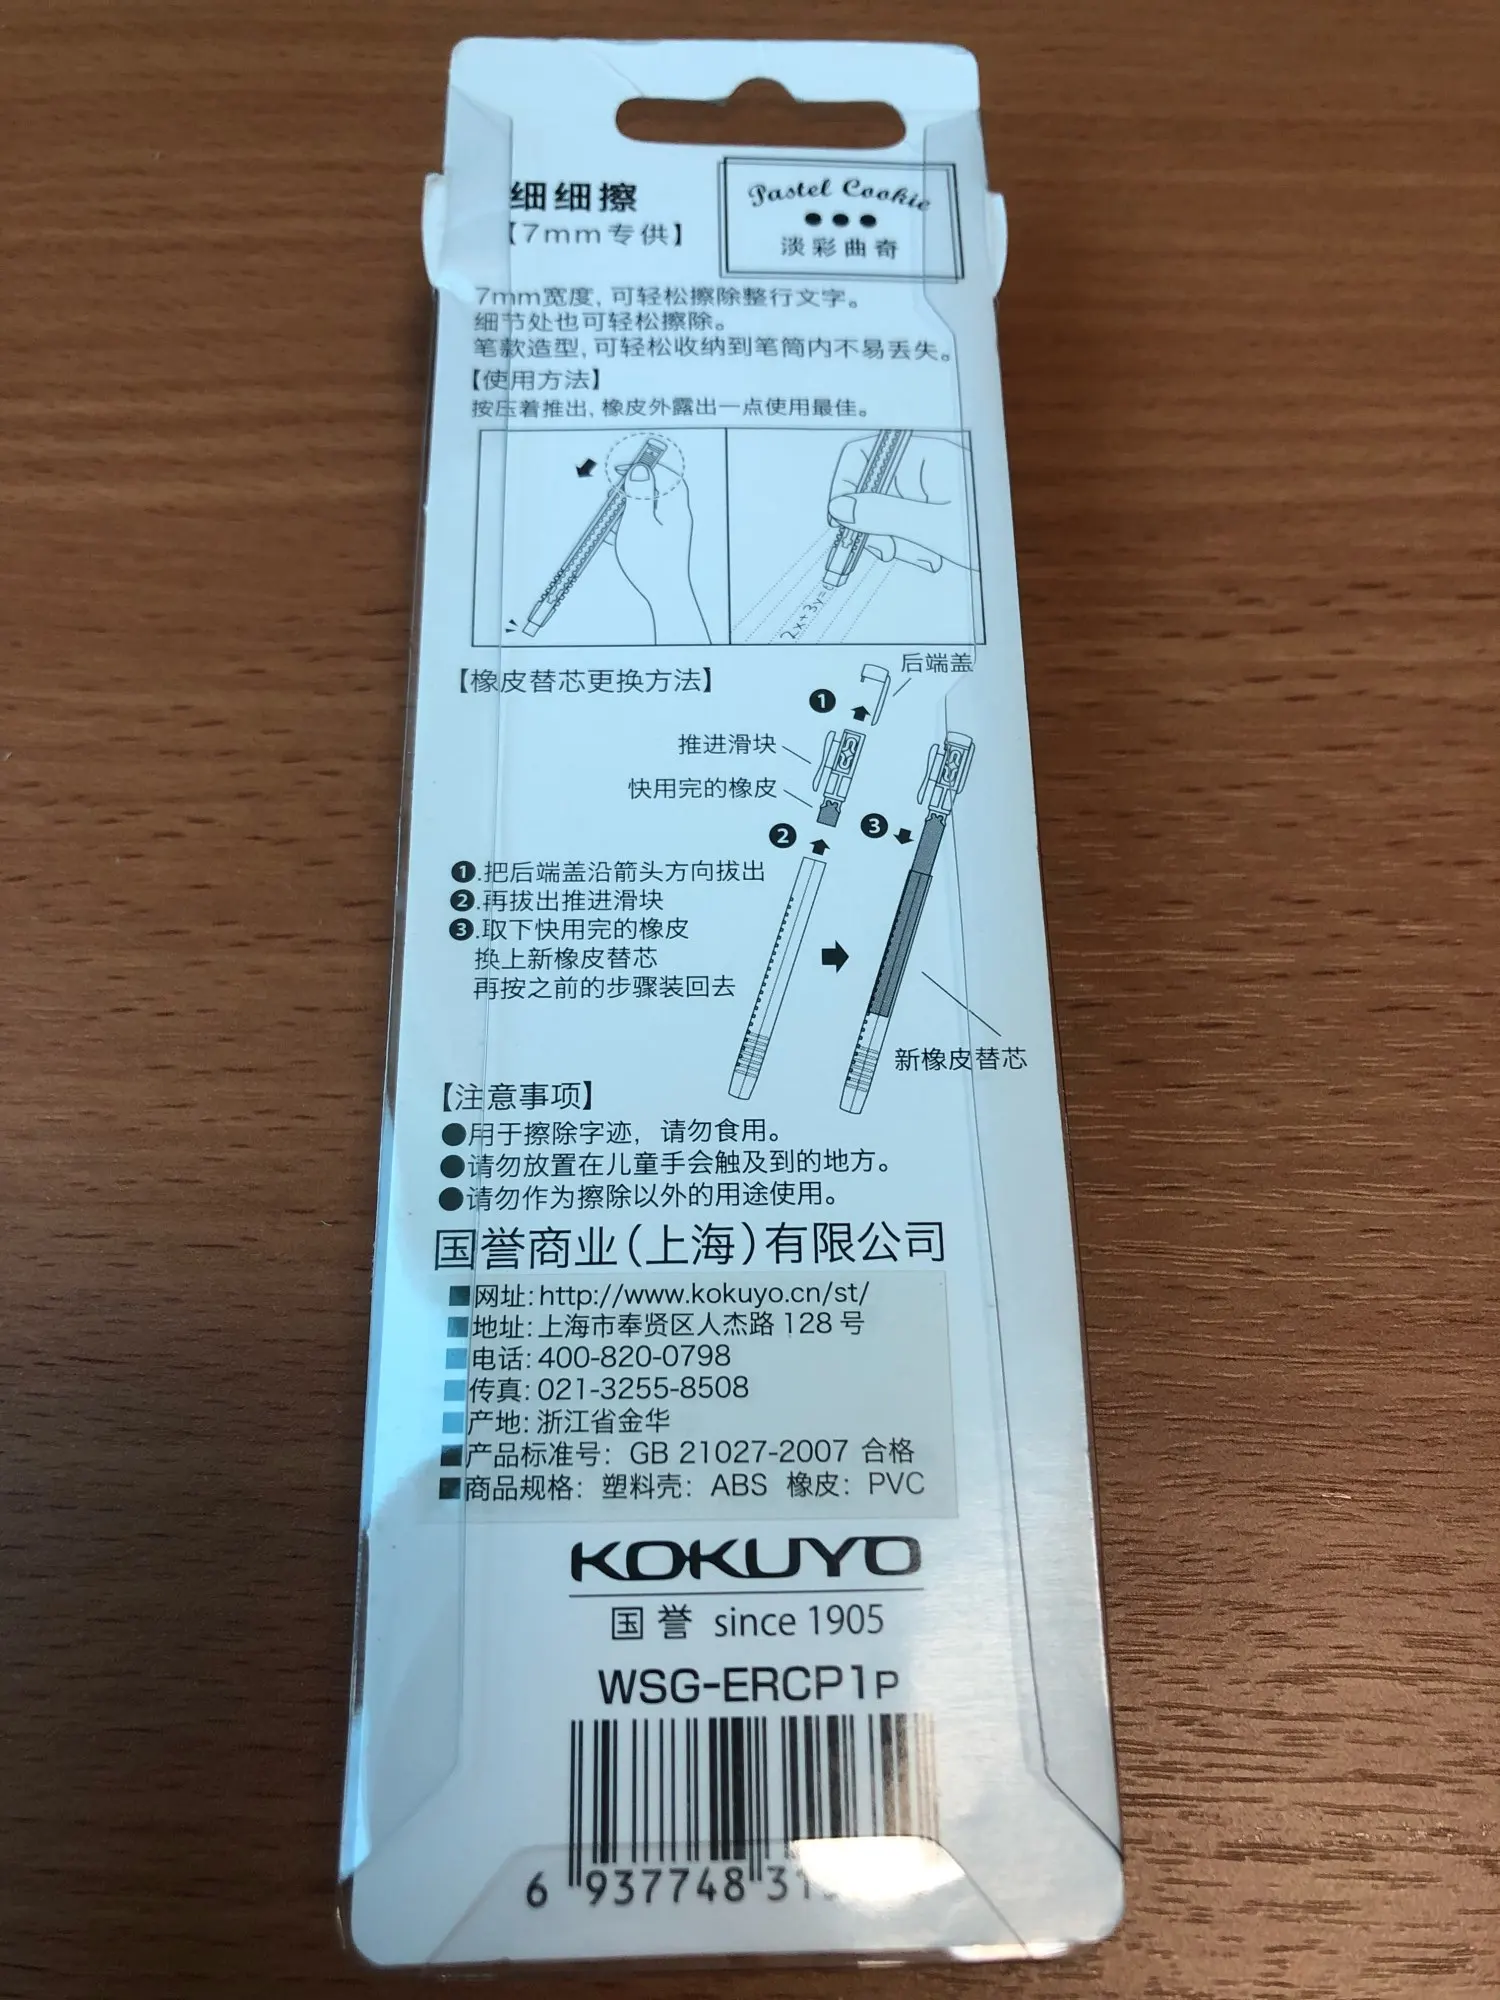 细细擦
【7mm专供】
Pastel Cookie
淡彩曲奇
7mm宽度,可轻松擦除整行文字。
细节处也可轻松擦除。
笔款造型,可轻松收纳到笔筒内不易丢失。
【使用方法】
按压着推出,橡皮外露出一点使用最佳。
2x+3y=
【橡皮替芯更换方法】
后端盖
❶
推进滑块
快用完的橡皮
❷
❸
❶.把后端盖沿箭头方向拔出
❷.再拔出推进滑块
❸.取下快用完的橡皮
换上新橡皮替芯
再按之前的步骤装回去
新橡皮替芯
【注意事项】
●用于擦除字迹，请勿食用。
●请勿放置在儿童手会触及到的地方。
●请勿作为擦除以外的用途使用。
国誉商业(上海)有限公司
■网址:http://www.kokuyo.cn/st/
■地址:上海市奉贤区人杰路128号
■电话:400-820-0798
■传真:021-3255-8508
■产地:浙江省金华
■产品标准号：GB 21027-2007 合格
■商品规格：塑料壳：ABS 橡皮：PVC
KOKUYO
国誉 since 1905
WSG-ERCP1P
6 937748 31